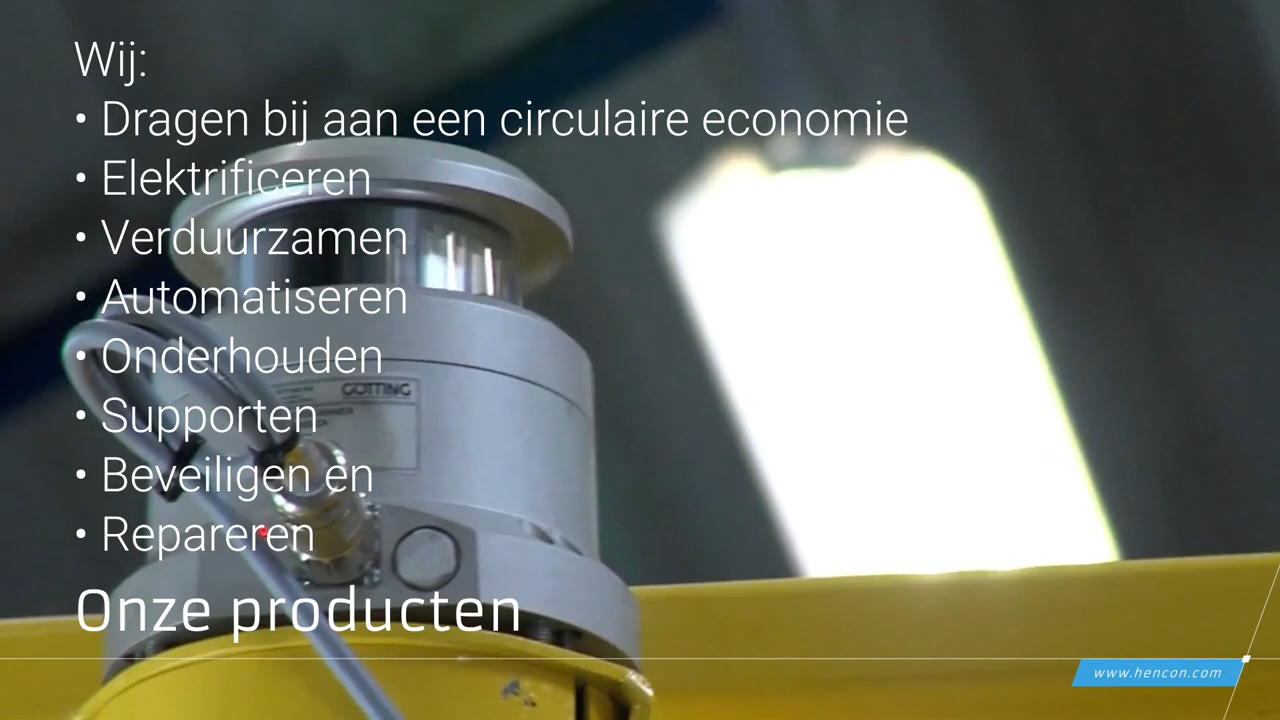 Wij:
• Dragen bij aan een circulaire economie
• Elektrificeren
• Verduurzamen
• Automatiseren
• Onderhouden
GÖTTING
• Supporten
• Beveiligen en
• Repareren
Onze producten
www.hencon.com